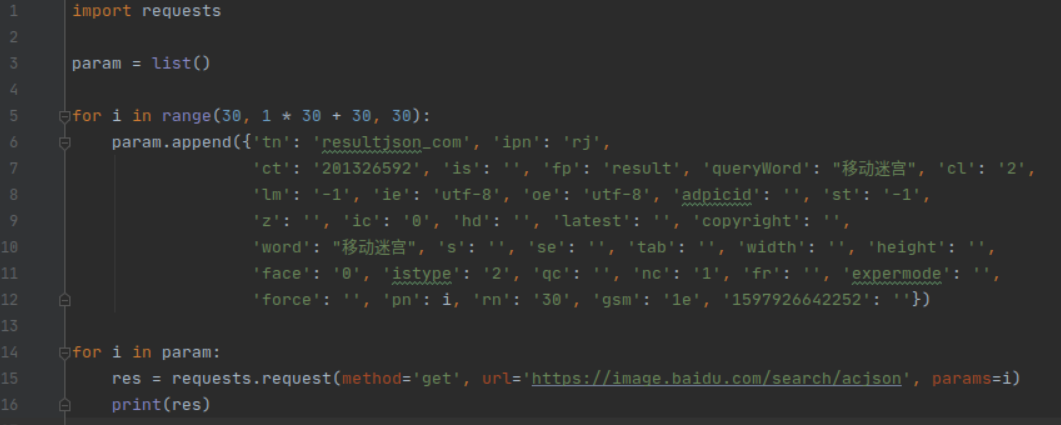 1 import requests
2
3 param = list()
4
5 for i in range(30, 1 * 30 + 30, 30):
6     param.append({'tn': 'resultjson_com', 'ipn': 'rj',
7                   'ct': '201326592', 'is': '', 'fp': 'result', 'queryWord': "移动迷宫", 'cl': '2',
8                   'lm': '-1', 'ie': 'utf-8', 'oe': 'utf-8', 'adpicid': '', 'st': '-1',
9                   'z': '', 'ic': '0', 'hd': '', 'latest': '', 'copyright': '',
10                   'word': "移动迷宫", 's': '', 'se': '', 'tab': '', 'width': '', 'height': '',
11                   'face': '0', 'istype': '2', 'qc': '', 'nc': '1', 'fr': '', 'expermode': '',
12                   'force': '', 'pn': i, 'rn': '30', 'gsm': '1e', '1597926642252': ''})
13
14 for i in param:
15     res = requests.request(method='get', url='https://image.baidu.com/search/acjson', params=i)
16     print(res)